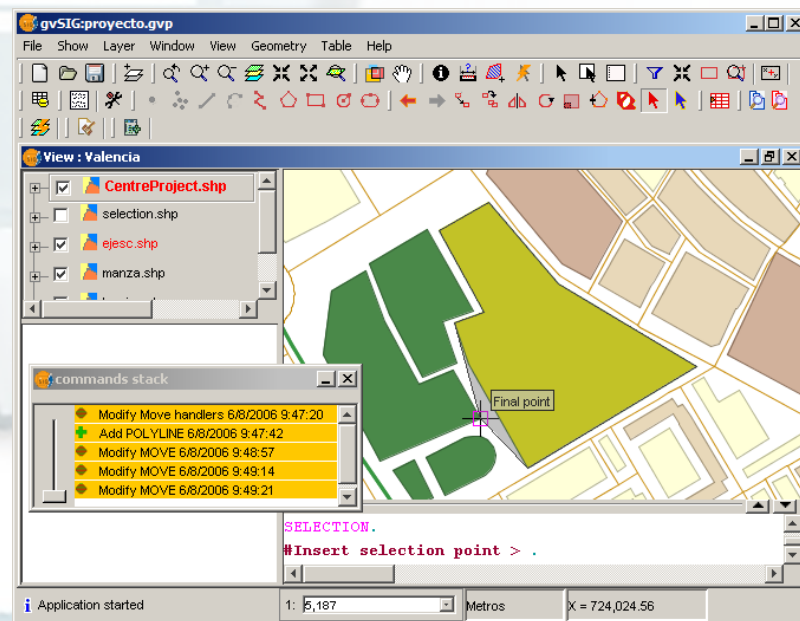 gvSIG:proyecto.gvp
File Show Layer Window View Geometry Table Help
View : Valencia
CentreProject.shp
selection.shp
ejesc.shp
manza.shp
Final point
commands stack
Modify Move handlers 6/8/2006 9:47:20
Add POLYLINE 6/8/2006 9:47:42
Modify MOVE 6/8/2006 9:48:57
Modify MOVE 6/8/2006 9:49:14
Modify MOVE 6/8/2006 9:49:21
SELECTION.
#Insert selection point > .
Application started 1: 5,187 Metros X = 724,024.56